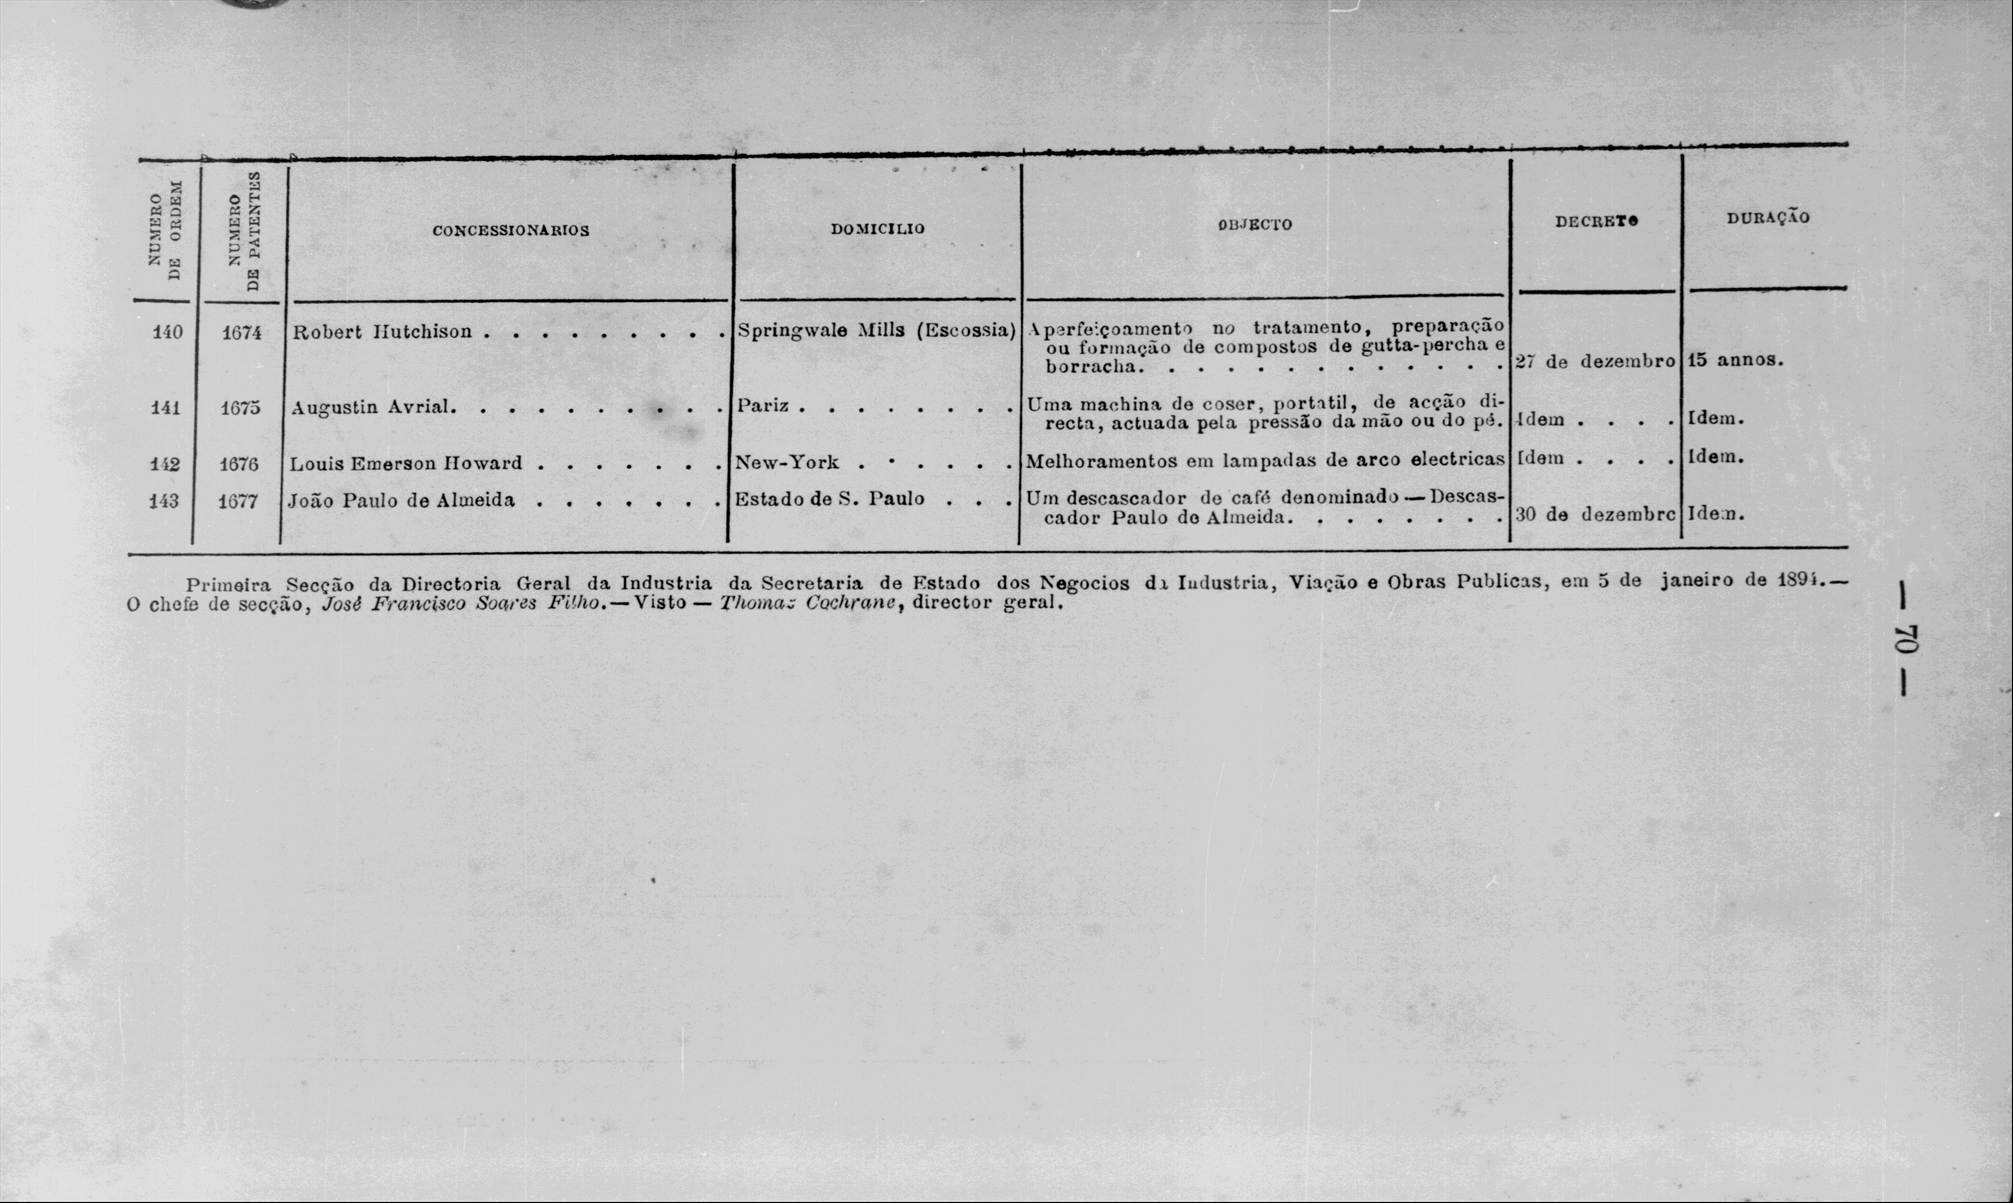 NUMERO DE ORDEM NUMERO DE PATENTES CONCESSIONARIOS DOMICILIO OBJECTO DECRETO DURAÇÃO
140 1674 Robert Hutchison . . . . . . . . . Springwale Mills (Escossia) Aperfeiçoamento no tratamento, preparação
ou formação de compostos de gutta-percha e
borracha. . . . . . . . . . . . . 27 de dezembro 15 annos.
141 1675 Augustin Avrial. . . . . . . . . . Pariz . . . . . . . . Uma machina de coser, portatil, de acção di-
recta, actuada pela pressão da mão ou do pé. Idem . . . . Idem.
142 1676 Louis Emerson Howard . . . . . . . New-York . . . . . . Melhoramentos em lampadas de arco electricas Idem . . . . Idem.
143 1677 João Paulo de Almeida . . . . . . . Estado de S. Paulo . . . Um descascador de café denominado — Descas-
cador Paulo de Almeida. . . . . . . . 30 de dezembro Idem.
Primeira Secção da Directoria Geral da Industria da Secretaria de Estado dos Negocios da Industria, Viação e Obras Publicas, em 5 de janeiro de 1894.—
O chefe de secção, José Francisco Soares Filho.—Visto — Thomas Cochrane, director geral.
— 70 —